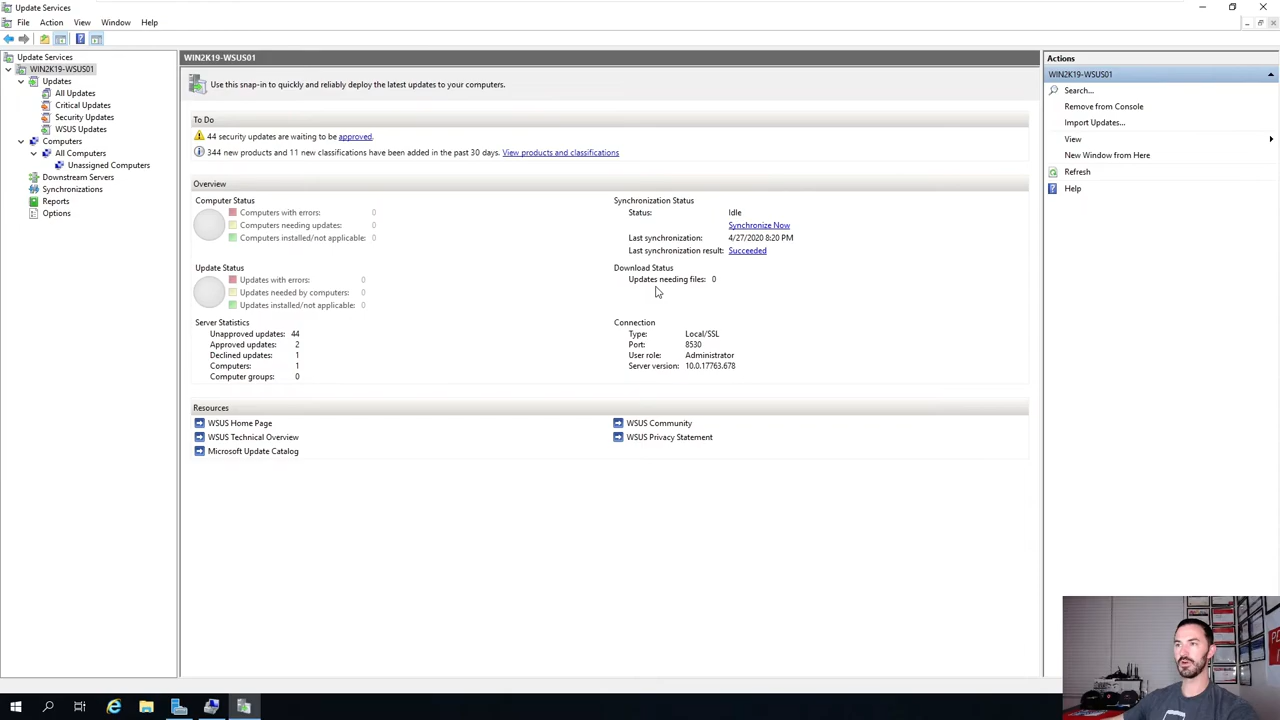 Update Services
File Action View Window Help
Update Services
WIN2K19-WSUS01
Updates
All Updates
Critical Updates
Security Updates
WSUS Updates
Computers
All Computers
Unassigned Computers
Downstream Servers
Synchronizations
Reports
Options
WIN2K19-WSUS01
Use this snap-in to quickly and reliably deploy the latest updates to your computers.
To Do
44 security updates are waiting to be approved.
344 new products and 11 new classifications have been added in the past 30 days. View products and classifications
Overview
Computer Status
Computers with errors: 0
Computers needing updates: 0
Computers installed/not applicable: 0
Update Status
Updates with errors: 0
Updates needed by computers: 0
Updates installed/not applicable: 0
Server Statistics
Unapproved updates: 44
Approved updates: 2
Declined updates: 1
Computers: 1
Computer groups: 0
Synchronization Status
Status: Idle
Synchronize Now
Last synchronization: 4/27/2020 8:20 PM
Last synchronization result: Succeeded
Download Status
Updates needing files: 0
Connection
Type: Local/SSL
Port: 8530
User role: Administrator
Server version: 10.0.17763.678
Resources
WSUS Home Page
WSUS Technical Overview
Microsoft Update Catalog
WSUS Community
WSUS Privacy Statement
Actions
WIN2K19-WSUS01
Search...
Remove from Console
Import Updates...
View
New Window from Here
Refresh
Help